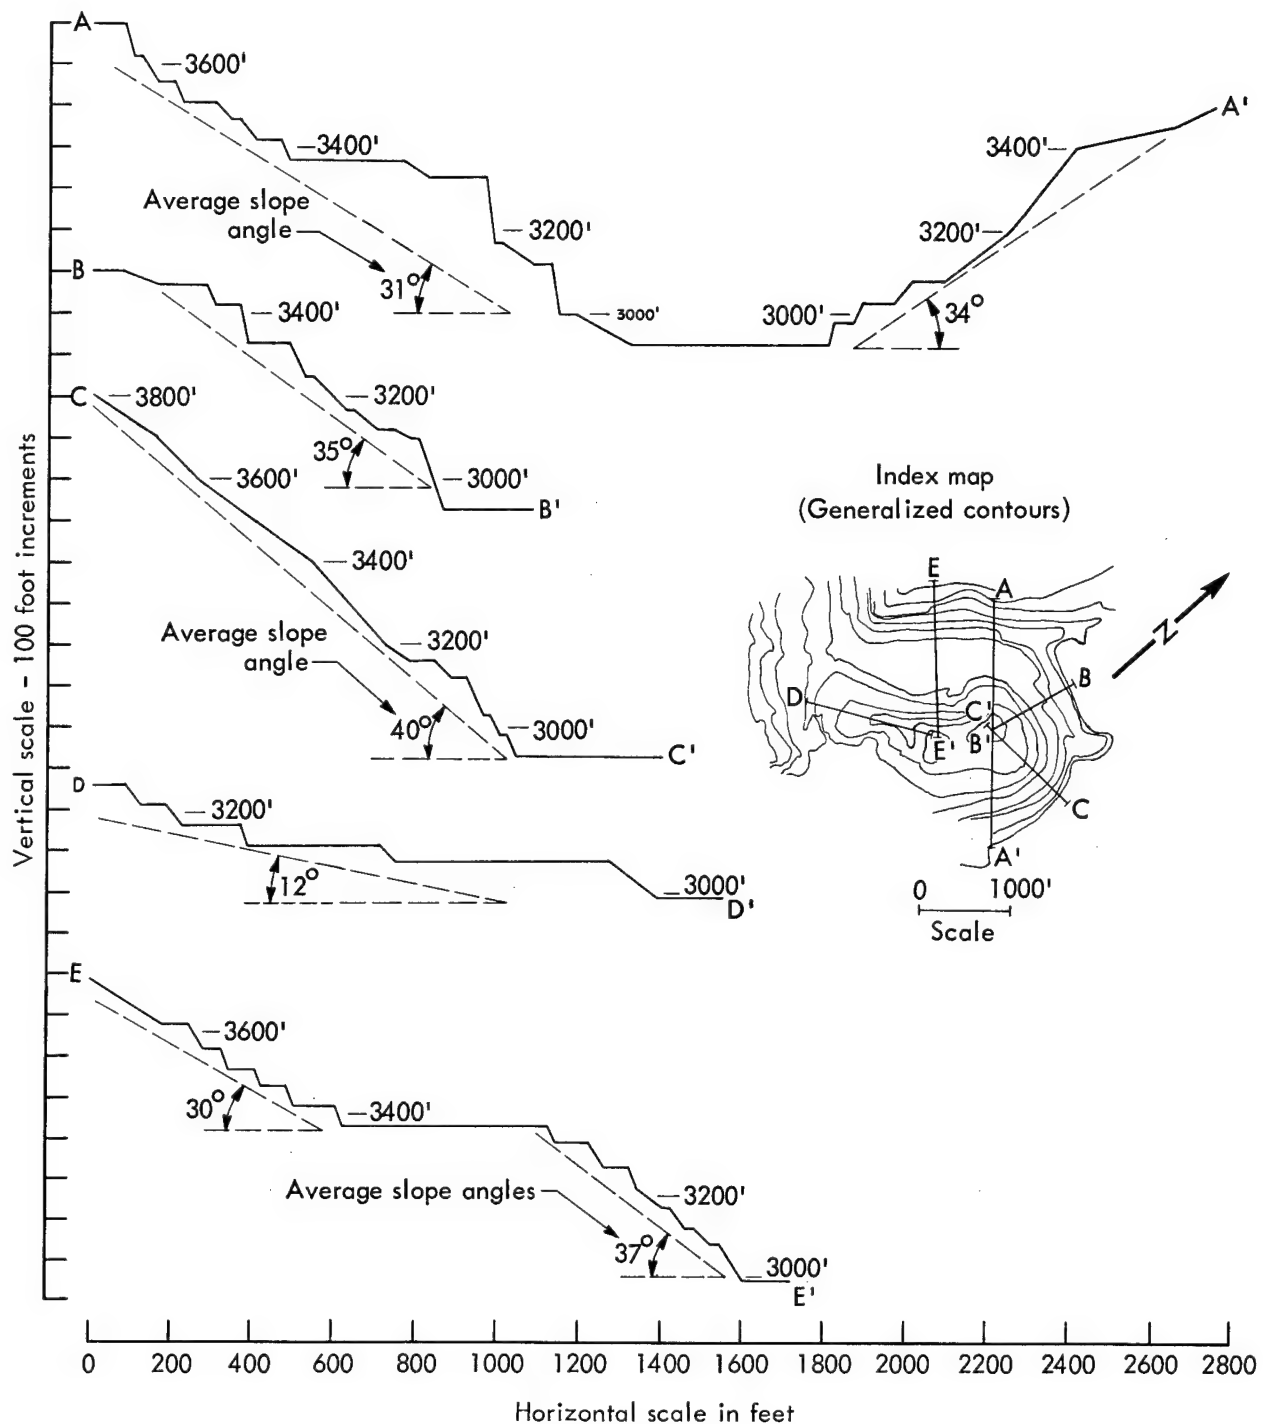 A
—3600'
A'
—3400'
3400'—
Average slope
angle
—3200'
3200'—
31°
34°
—3000'
3000'—
B
—3400'
—3200'
35°
—3000'
B'
C
—3800'
—3600'
—3400'
Average slope
angle
—3200'
40°
—3000'
C'
D
—3200'
12°
—3000'
D'
E
—3600'
30°
—3400'
Average slope angles
—3200'
37°
—3000'
E'
Index map
(Generalized contours)
E
A
N
B
D
C'
B'
E'
C
A'
0 1000'
Scale
Vertical scale - 100 foot increments
0 200 400 600 800 1000 1200 1400 1600 1800 2000 2200 2400 2600 2800
Horizontal scale in feet